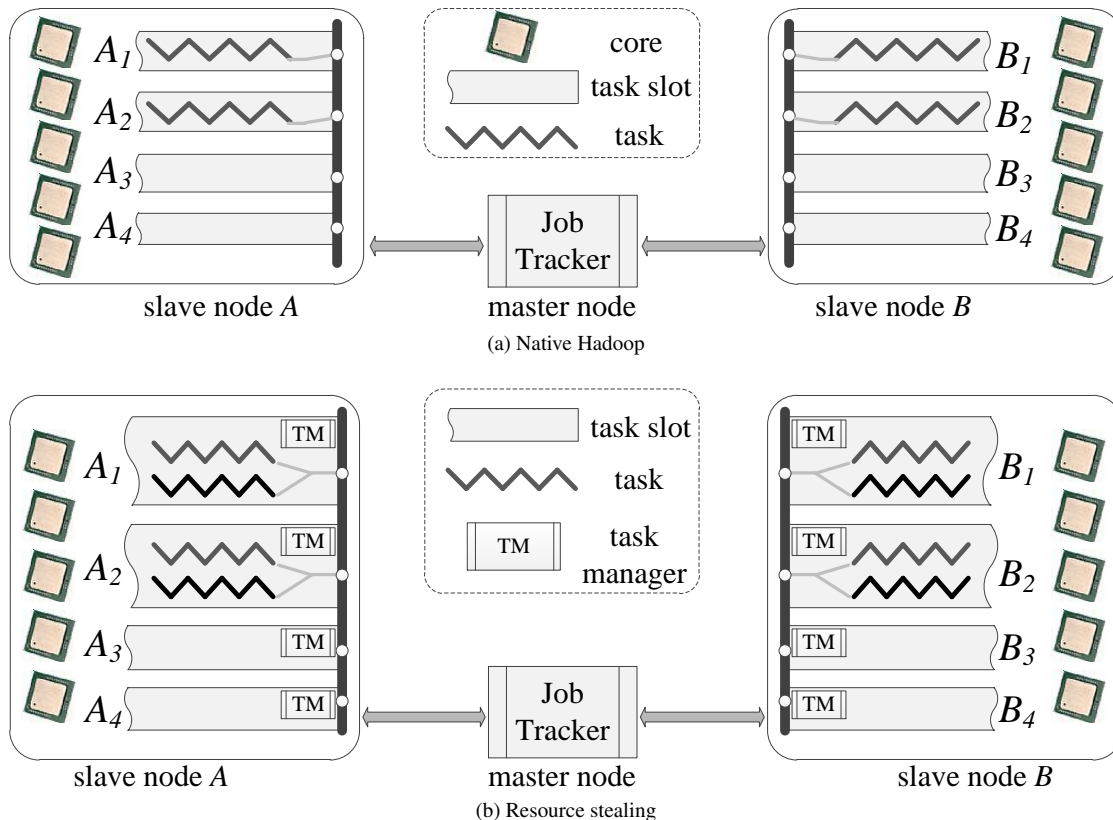 A1
A2
A3
A4
slave node A
core
task slot
task
Job
Tracker
master node
B1
B2
B3
B4
slave node B
(a) Native Hadoop
A1
TM
A2
TM
A3
TM
A4
TM
slave node A
task slot
task
TM
task
manager
Job
Tracker
master node
TM
B1
TM
B2
TM
B3
TM
B4
slave node B
(b) Resource stealing